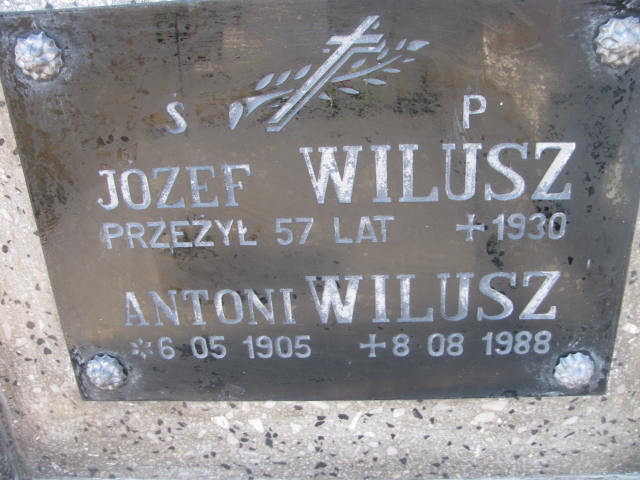 S P
JOZEF WILUSZ
PRZEŻYŁ 57 LAT +1930
ANTONI WILUSZ
*6 05 1905 +8 08 1988